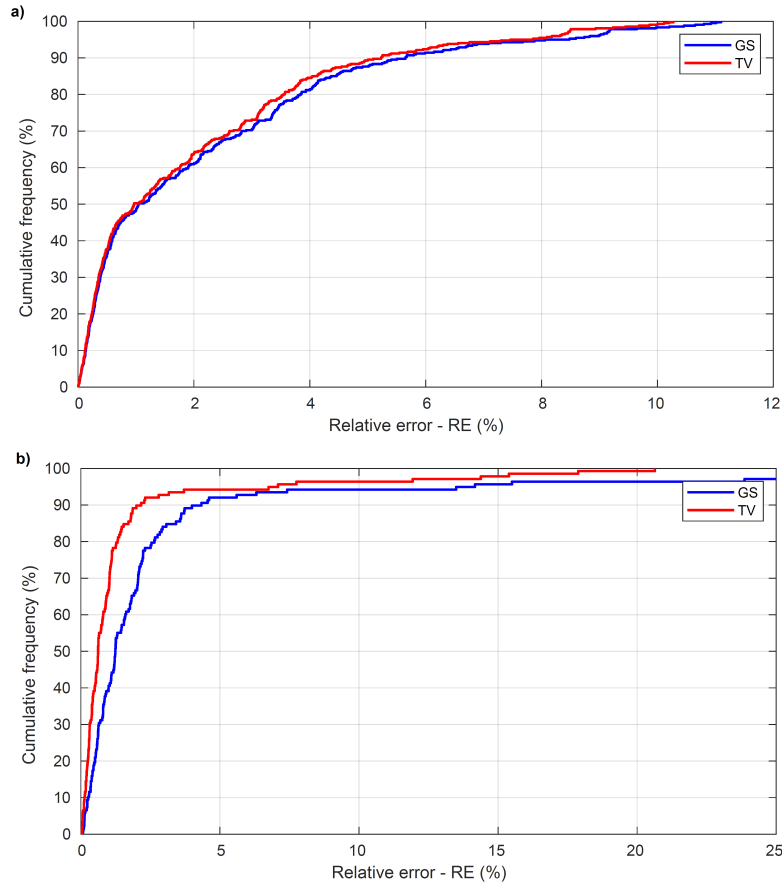 a)
100
90
80
70
60
50
40
30
20
10
0
Cumulative frequency (%)
GS
TV
0 2 4 6 8 10 12
Relative error - RE (%)
b)
100
90
80
70
60
50
40
30
20
10
0
Cumulative frequency (%)
GS
TV
0 5 10 15 20 25
Relative error - RE (%)